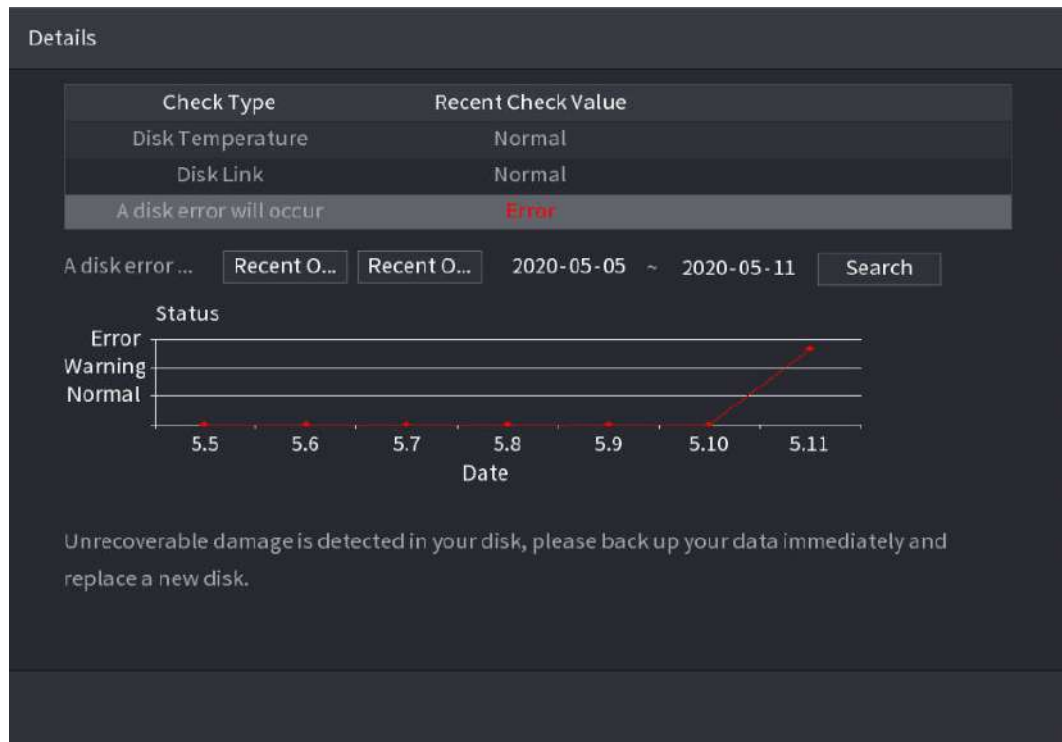 Details
Check Type Recent Check Value
Disk Temperature Normal
Disk Link Normal
A disk error will occur Error
A disk error ... Recent O... Recent O... 2020-05-05 ~ 2020-05-11 Search
Status
Error
Warning
Normal
5.5 5.6 5.7 5.8 5.9 5.10 5.11
Date
Unrecoverable damage is detected in your disk, please back up your data immediately and
replace a new disk.